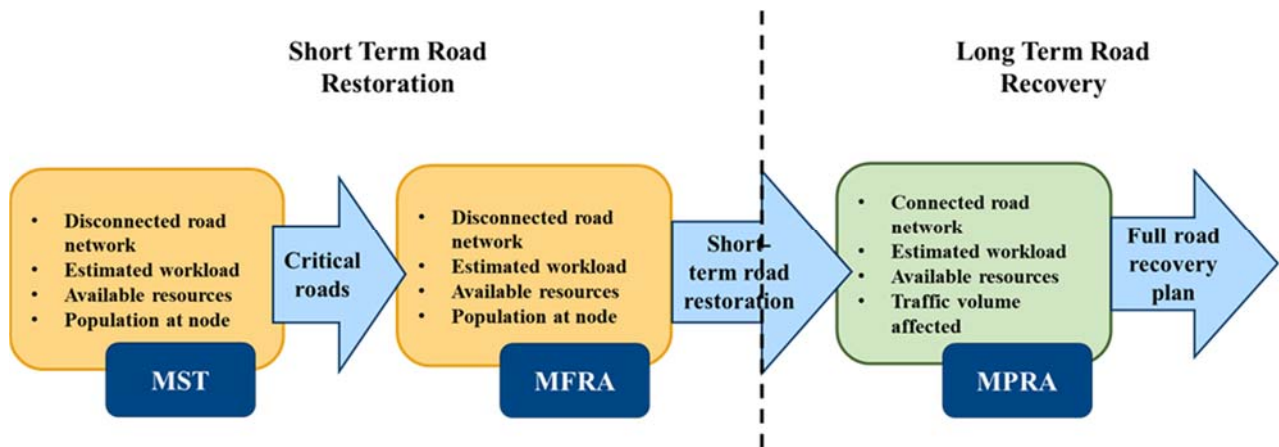 Short Term Road
Restoration
Long Term Road
Recovery
• Disconnected road
network
• Estimated workload
• Available resources
• Population at node
MST
Critical
roads
• Disconnected road
network
• Estimated workload
• Available resources
• Population at node
MFRA
Short-
term road
restoration
• Connected road
network
• Estimated workload
• Available resources
• Traffic volume
affected
MPRA
Full road
recovery
plan